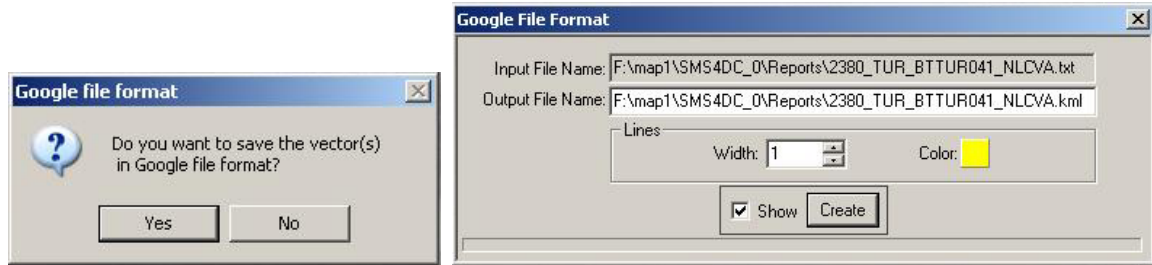 Google file format
Do you want to save the vector(s)
in Google file format?
Yes
No
Google File Format
Input File Name: F:\map1\SMS4DC_0\Reports\2380_TUR_BTTUR041_NLCVA.txt
Output File Name: F:\map1\SMS4DC_0\Reports\2380_TUR_BTTUR041_NLCVA.kml
Lines
Width: 1 Color:
Show Create